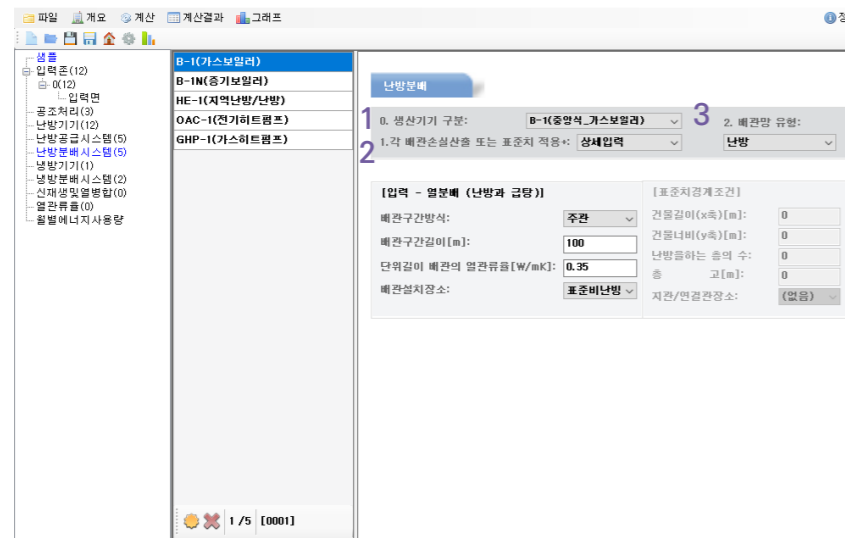 파일 개요 계산 계산결과 그래프
샘플
입력존(12)
0(12)
입력면
공조처리(3)
난방기기(12)
난방공급시스템(5)
난방분배시스템(5)
냉방기기(1)
냉방분배시스템(2)
신재생및열병합(0)
열관류율(0)
월별에너지사용량
B-1(가스보일러)
B-1N(증기보일러)
HE-1(지역난방/난방)
OAC-1(전기히트펌프)
GHP-1(가스히트펌프)
1 /5 [0001]
난방분배
1 0. 생산기기 구분: B-1(중앙식_가스보일러) 3 2. 배관망 유형:
2 1.각 배관손실산출 또는 표준치 적용*: 상세입력 난방
[입력 - 열분배 (난방과 급탕)]
배관구간방식: 주관
배관구간길이[m]: 100
단위길이 배관의 열관류율[W/mK]: 0.35
배관설치장소: 표준비난방
[표준치경계조건]
건물길이(x축)[m]: 0
건물너비(y축)[m]: 0
난방을하는 층의 수: 0
층 고[m]: 0
지관/연결관장소: (없음)